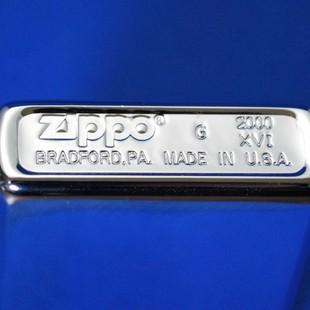 Zippo® G 2000
XVI
BRADFORD,PA. MADE IN U.S.A.